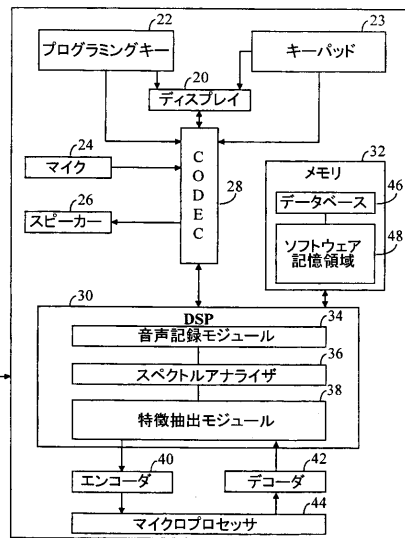 22
23
プログラミングキー
キーパッド
20
ディスプレイ
24
マイク
C
O
D
E
C
28
26
スピーカー
32
メモリ
データベース
46
ソフトウェア
記憶領域
48
30
DSP
34
音声記録モジュール
36
スペクトルアナライザ
38
特徴抽出モジュール
40
エンコーダ
42
デコーダ
44
マイクロプロセッサ